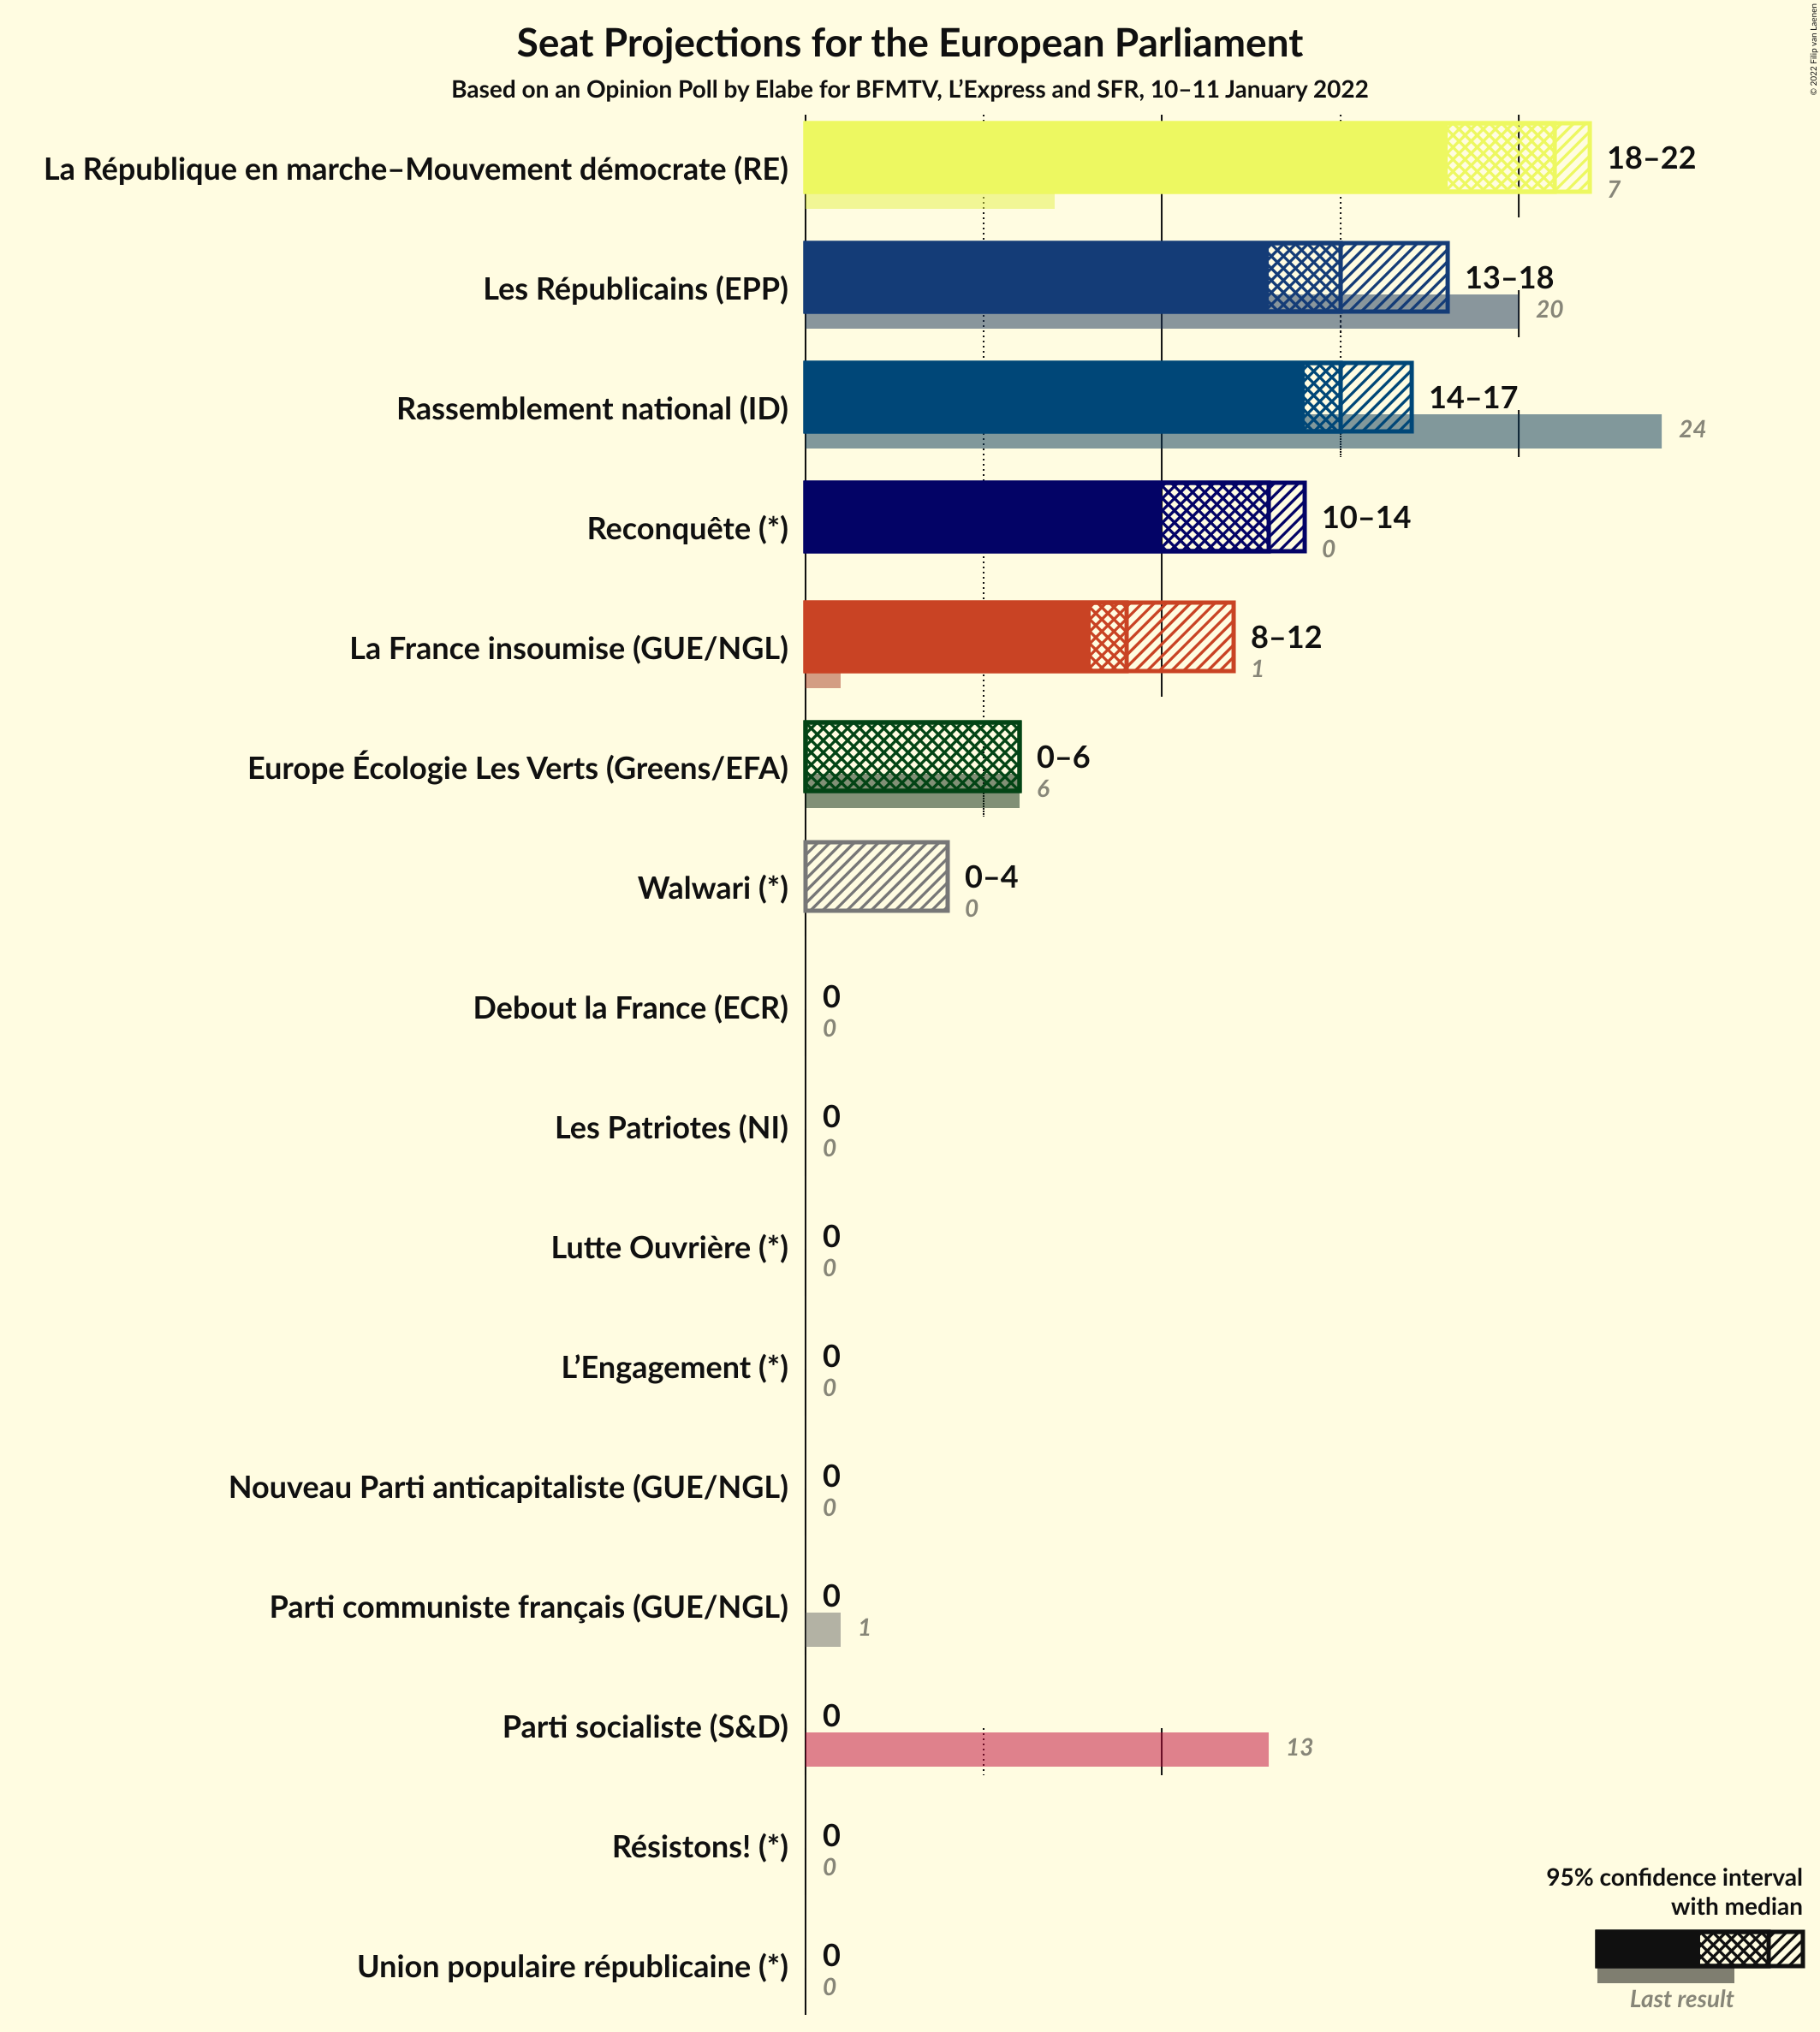 Seat Projections for the European Parliament
Based on an Opinion Poll by Elabe for BFMTV, L’Express and SFR, 10–11 January 2022
© 2022 Filip van Laenen
La République en marche–Mouvement démocrate (RE)
18–22
7
Les Républicains (EPP)
13–18
20
Rassemblement national (ID)
14–17
24
Reconquête (*)
10–14
0
La France insoumise (GUE/NGL)
8–12
1
Europe Écologie Les Verts (Greens/EFA)
0–6
6
Walwari (*)
0–4
0
Debout la France (ECR)
0
0
Les Patriotes (NI)
0
0
Lutte Ouvrière (*)
0
0
L’Engagement (*)
0
0
Nouveau Parti anticapitaliste (GUE/NGL)
0
0
Parti communiste français (GUE/NGL)
0
1
Parti socialiste (S&D)
0
13
Résistons! (*)
0
0
Union populaire républicaine (*)
0
0
95% confidence interval
with median
Last result